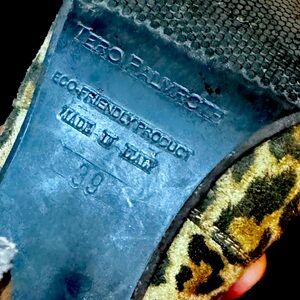 TERO PALMROTH
ECO-FRIENDLY PRODUCT
MADE IN ITALY
39